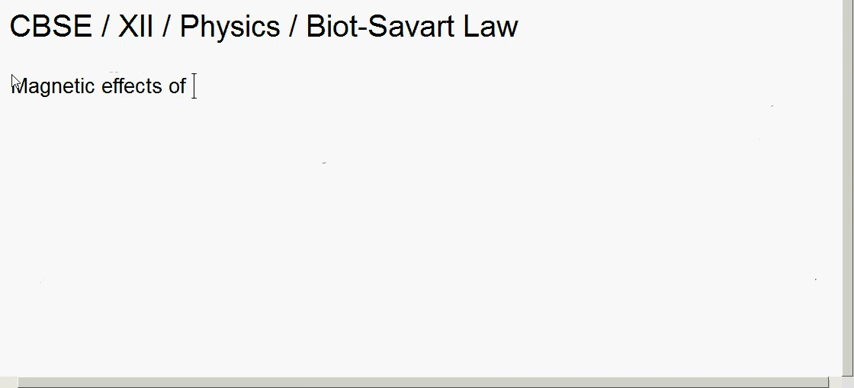 CBSE / XII / Physics / Biot-Savart Law
Magnetic effects of